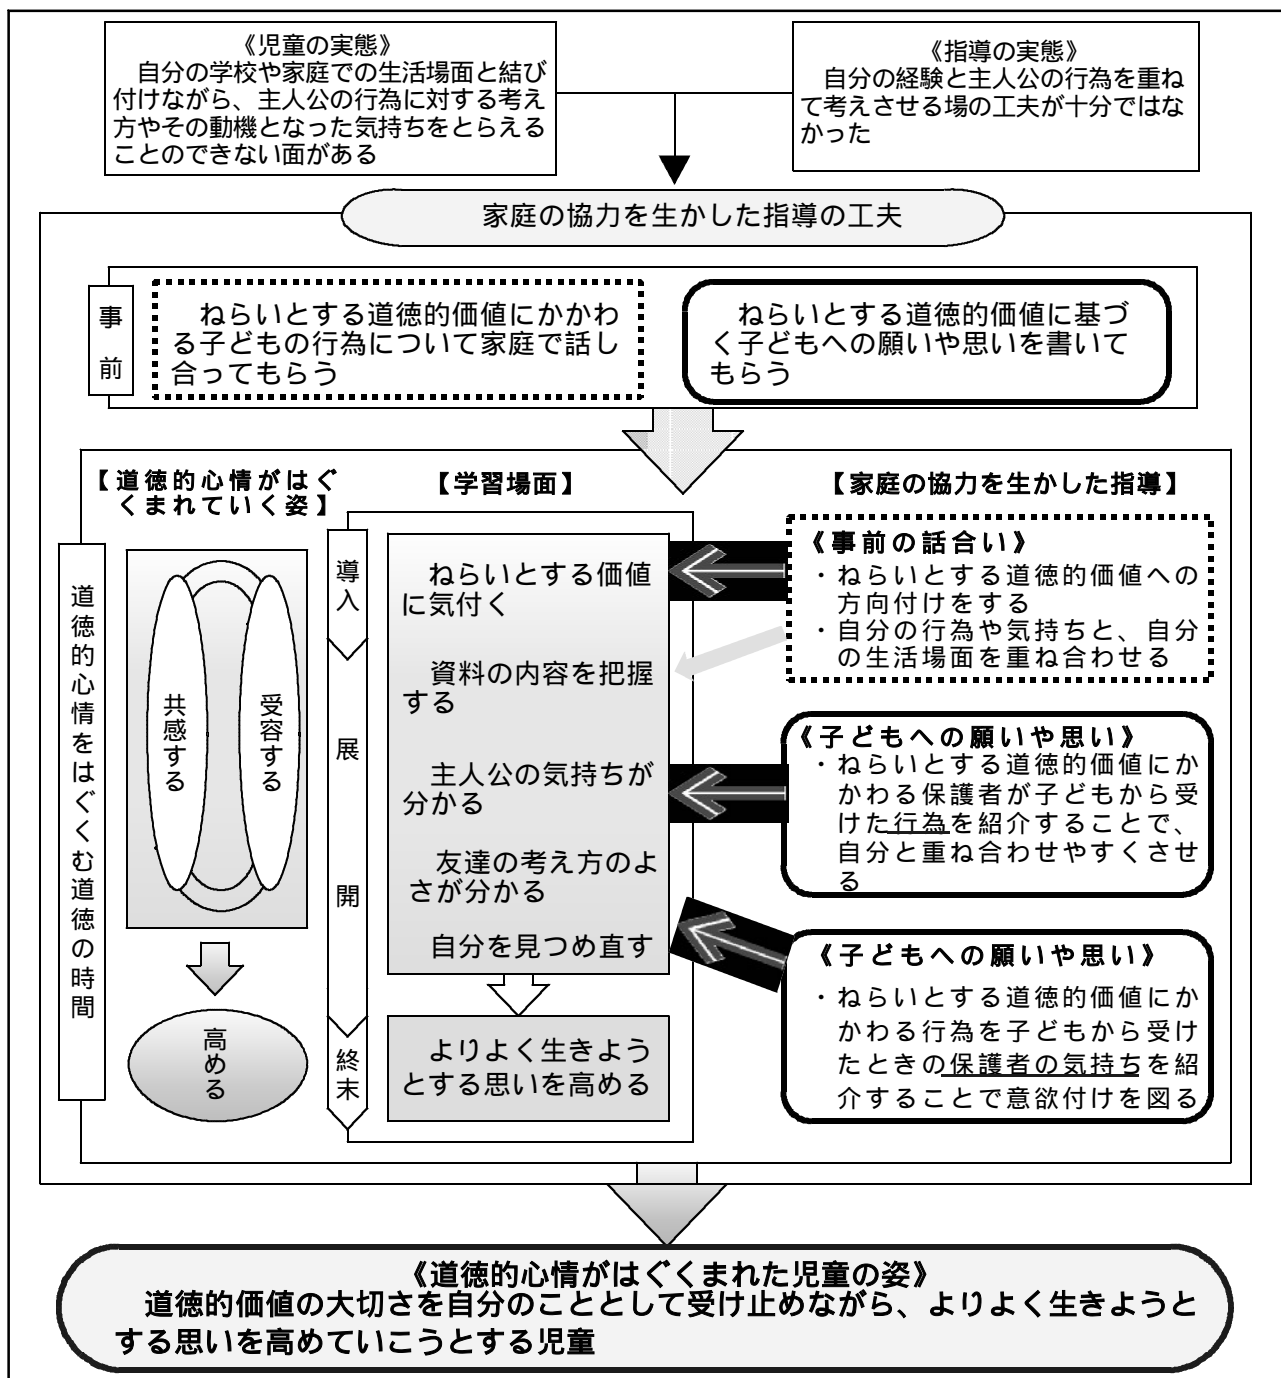 《児童の実態》
自分の学校や家庭での生活場面と結び
付けながら、主人公の行為に対する考え
方やその動機となった気持ちをとらえる
ことのできない面がある
《指導の実態》
自分の経験と主人公の行為を重ね
て考えさせる場の工夫が十分ではな
かった
家庭の協力を生かした指導の工夫
事前
ねらいとする道徳的価値にかかわ
る子どもの行為について家庭で話し
合ってもらう
ねらいとする道徳的価値に基づ
く子どもへの願いや思いを書いて
もらう
【道徳的心情がはぐ
くまれていく姿】
【学習場面】
【家庭の協力を生かした指導】
道徳的心情をはぐくむ道徳の時間
共感する
受容する
高める
導入
展開
終末
ねらいとする価値
に気付く
資料の内容を把握
する
主人公の気持ちが
分かる
友達の考え方のよ
さが分かる
自分を見つめ直す
よりよく生きよう
とする思いを高める
《事前の話合い》
・ねらいとする道徳的価値への
方向付けをする
・自分の行為や気持ちと、自分
の生活場面を重ね合わせる
《子どもへの願いや思い》
・ねらいとする道徳的価値にか
かわる保護者が子どもから受
けた行為を紹介することで、
自分と重ね合わせやすくさせ
る
《子どもへの願いや思い》
・ねらいとする道徳的価値にか
かわる行為を子どもから受け
たときの保護者の気持ちを紹
介することで意欲付けを図る
《道徳的心情がはぐくまれた児童の姿》
道徳的価値の大切さを自分のこととして受け止めながら、よりよく生きようと
する思いを高めていこうとする児童